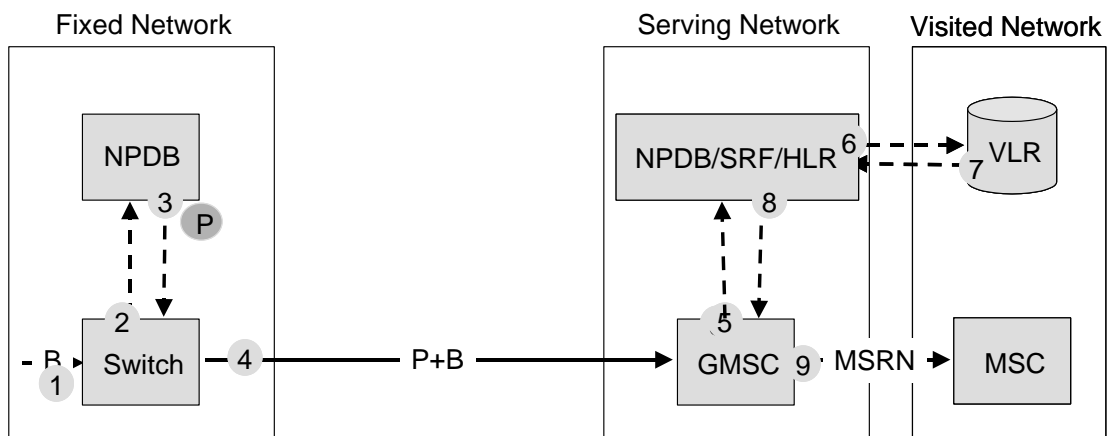 Fixed Network
Serving Network
Visited Network
NPDB
NPDB/SRF/HLR
6
VLR
7
3
8
P
2
5
B
1
Switch
4
P+B
GMSC
9
MSRN
MSC